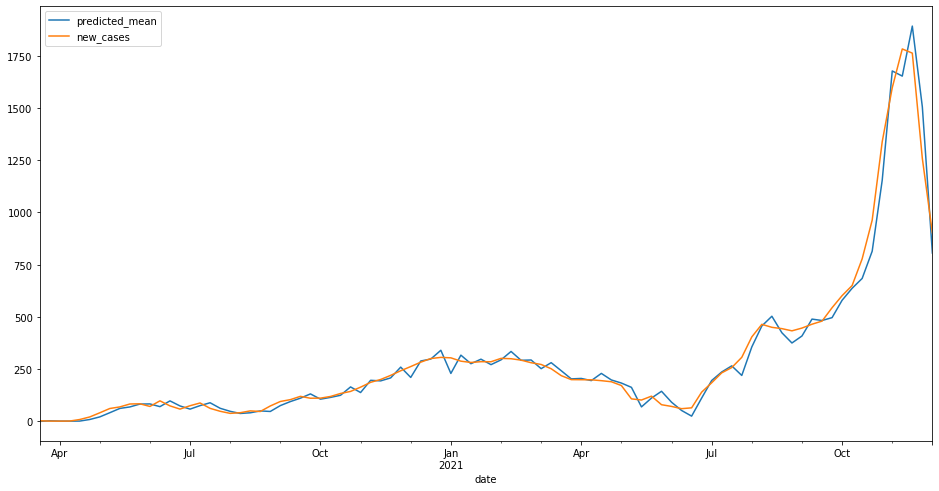 predicted_mean
new_cases
1750
1500
1250
1000
750
500
250
0
Apr
Jul
Oct
Jan
2021
Apr
Jul
Oct
date